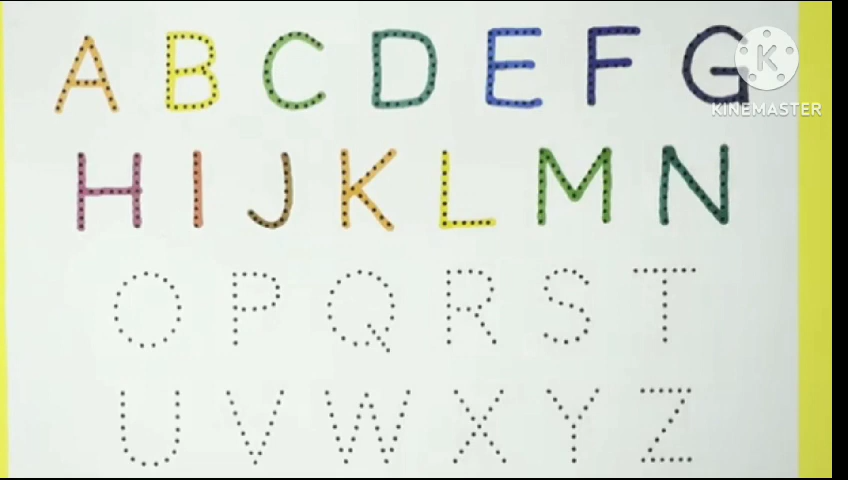 A B C D E F G
K
KINEMASTER
H I J K L M N
O P Q R S T
U V W X Y Z